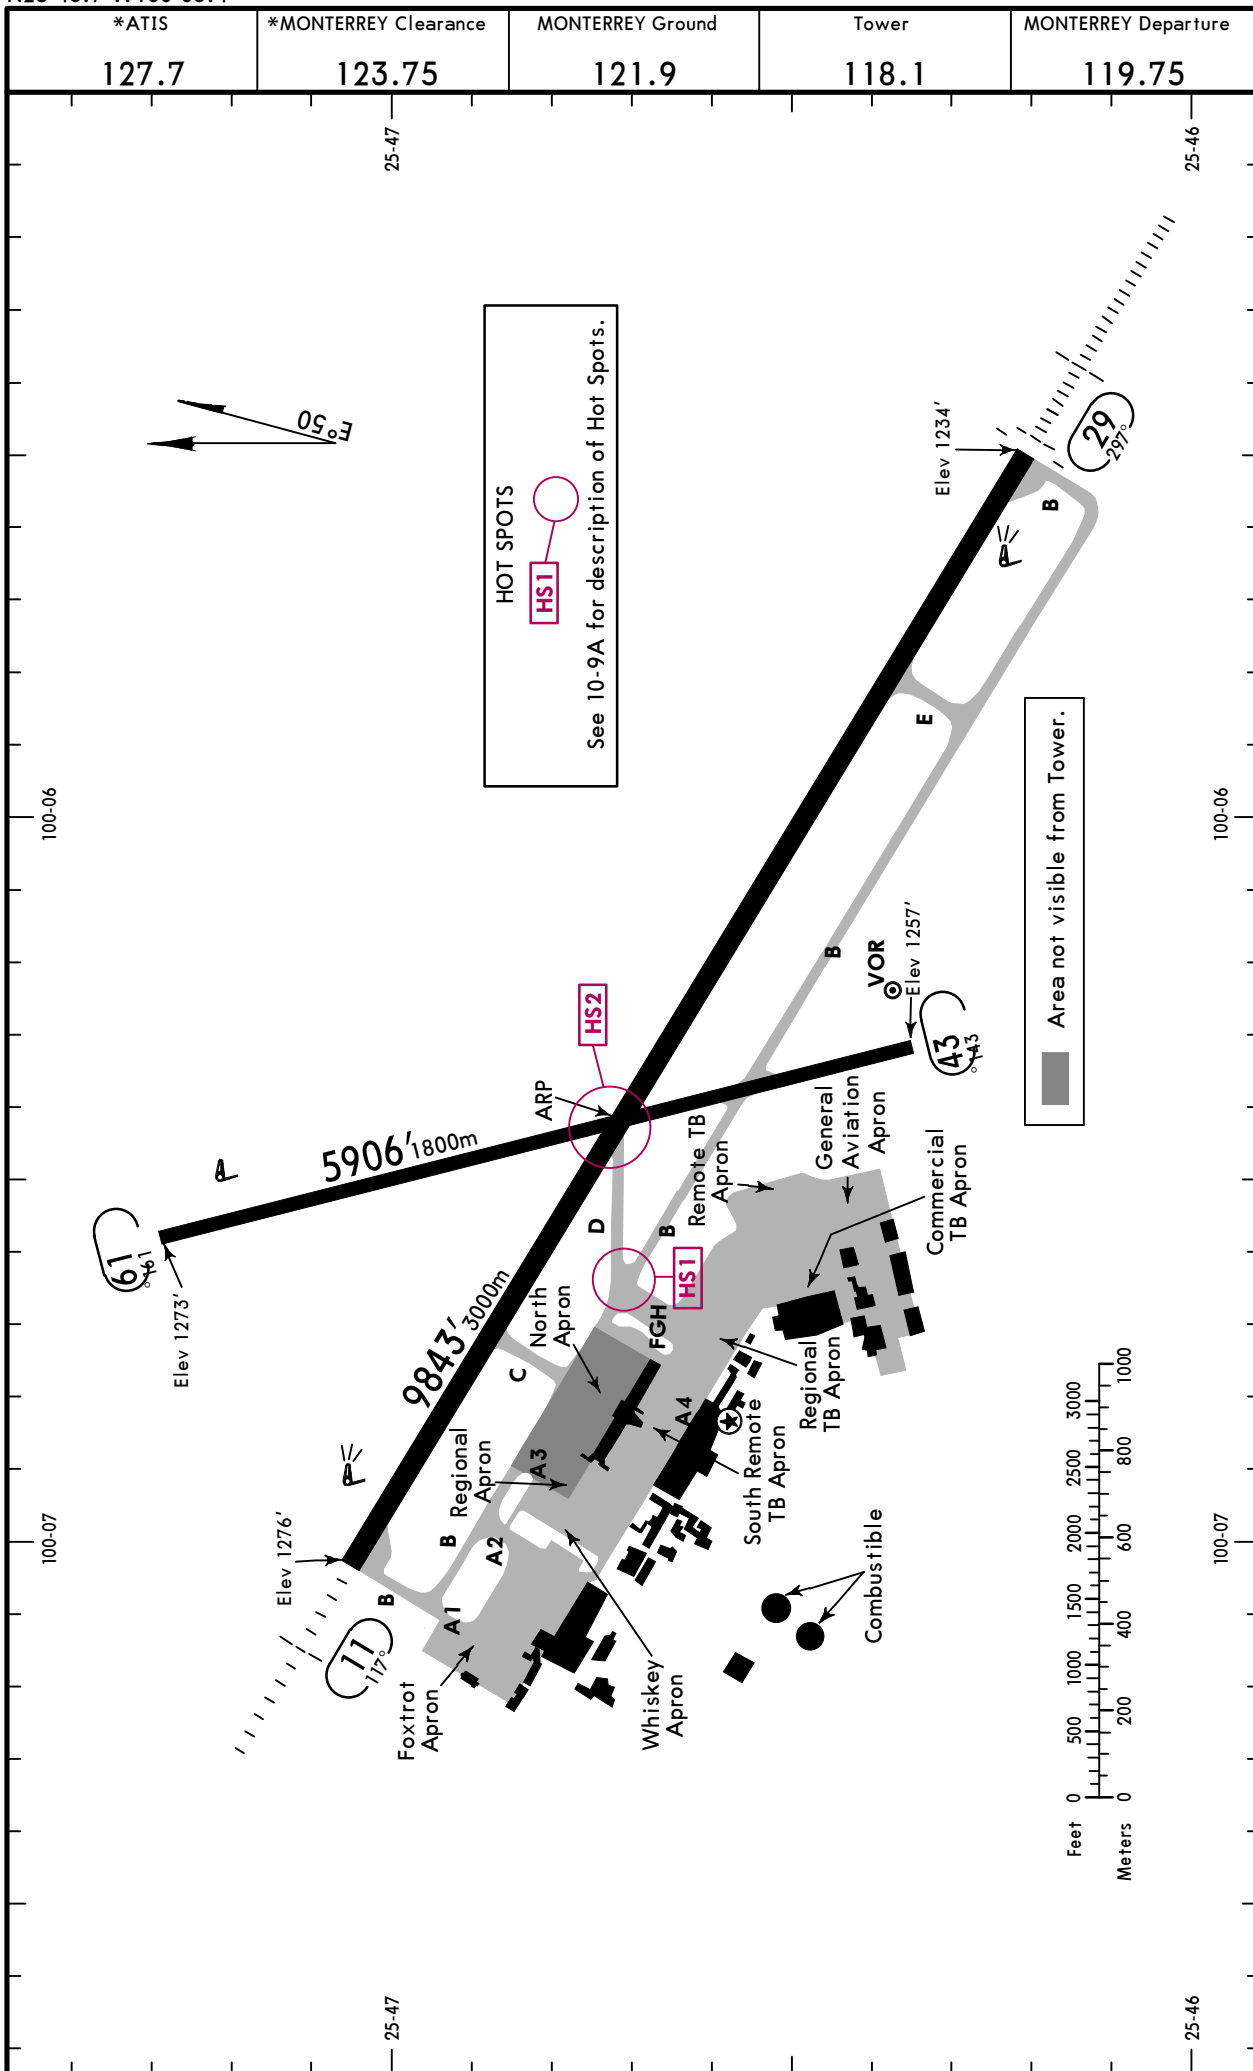 *ATIS
127.7
*MONTERREY Clearance
123.75
MONTERREY Ground
121.9
Tower
118.1
MONTERREY Departure
119.75
25-47
25-46
E°50
HOT SPOTS
HS1
See 10-9A for description of Hot Spots.
Elev 1234'
29
297°
B
E
100-06
100-06
Area not visible from Tower.
B
VOR
Elev 1257'
43
HS2
ARP
5906' 1800m
61
Elev 1273'
D
B
HS1
Remote TB
Apron
General
Aviation
Apron
Commercial
TB Apron
9843' 3000m
North
Apron
C
FGH
Regional
TB Apron
A4
South Remote
TB Apron
Regional
Apron
A3
B
A2
Elev 1276'
B
A1
11
117°
Foxtrot
Apron
Whiskey
Apron
Combustible
100-07
100-07
Feet 0 500 1000 1500 2000 2500 3000
Meters 0 200 400 600 800 1000
25-47
25-46